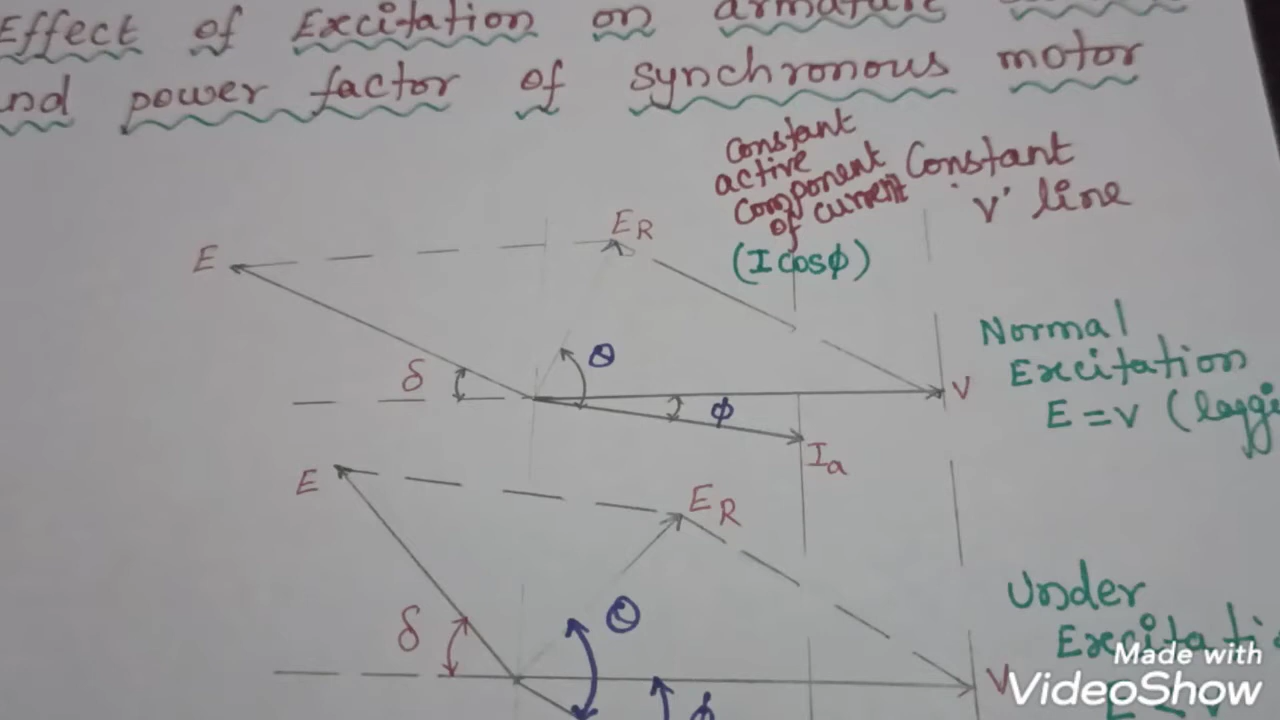 Effect of Excitation on armature
nd power factor of synchronous motor
constant
active
component
of current
(I cosϕ)
Constant
'V' line
E
E_R
δ
θ
V
ϕ
I_a
Normal
Excitation
E = V (laggi
E
E_R
δ
θ
V
ϕ
Under
Excitati
E < V
Made with
VideoShow